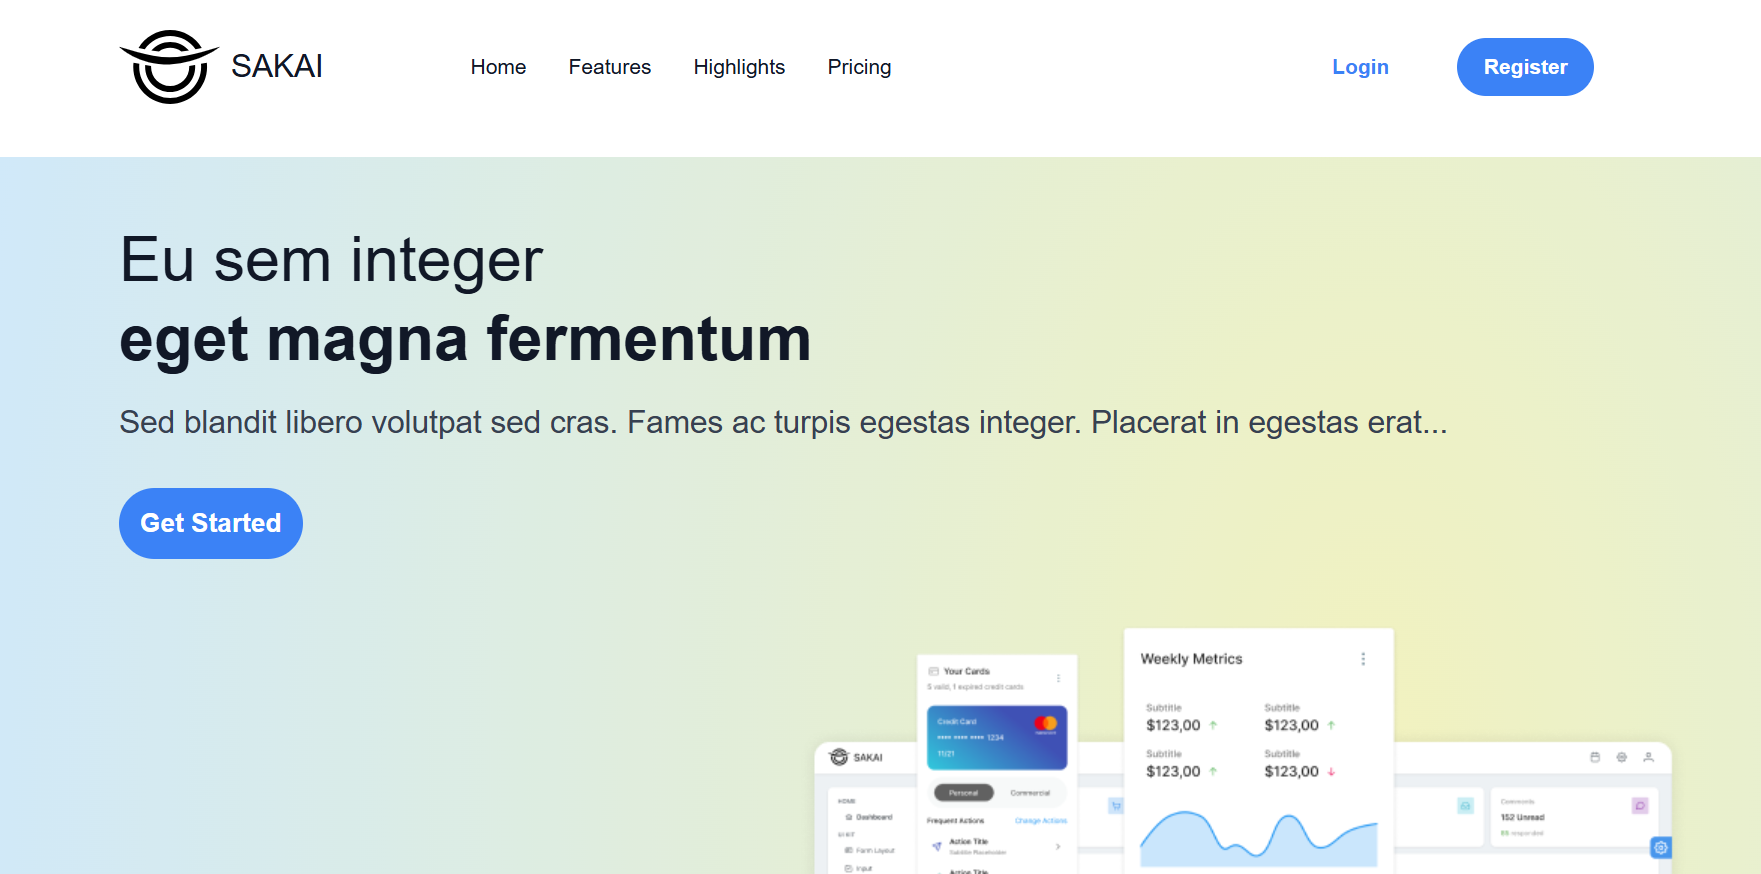 SAKAI
Home Features Highlights Pricing
Login Register
Eu sem integer
eget magna fermentum
Sed blandit libero volutpat sed cras. Fames ac turpis egestas integer. Placerat in egestas erat...
Get Started
SAKAI
HOME
Dashboard
UI KIT
Form Layout
Input
Your Cards
5 valid, 1 expired credit cards
Credit Card
**** **** **** 1234
11/21
Personal Commercial
Frequent Actions Change Actions
Action Title
Subtitle Placeholder
Action Title
Weekly Metrics
Subtitle Subtitle
$123,00 $123,00
Subtitle Subtitle
$123,00 $123,00
Comments
152 Unread
85 responded